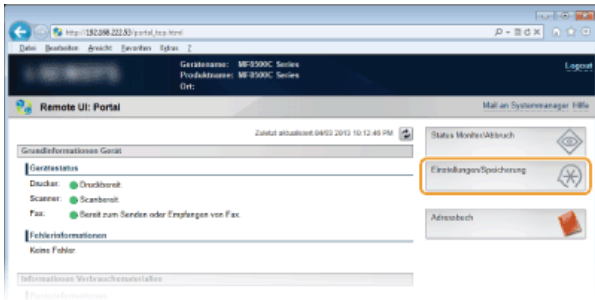 http://192.168.222.53/portal_top.html
Datei Bearbeiten Ansicht Favoriten Extras ?
Gerätename: MF8500C Series
Produktname: MF8500C Series
Ort:
Logout
Remote UI: Portal
Mail an Systemmanager Hilfe
Zuletzt aktualisiert 04/03 2013 10:12:46 PM
Grundinformationen Gerät
Gerätestatus
Drucker: Druckbereit.
Scanner: Scanbereit.
Fax: Bereit zum Senden oder Empfangen von Fax.
Fehlerinformationen
Keine Fehler.
Informationen Verbrauchsmaterialien
Status Monitor/Abbruch
Einstellungen/Speicherung
Adressbuch